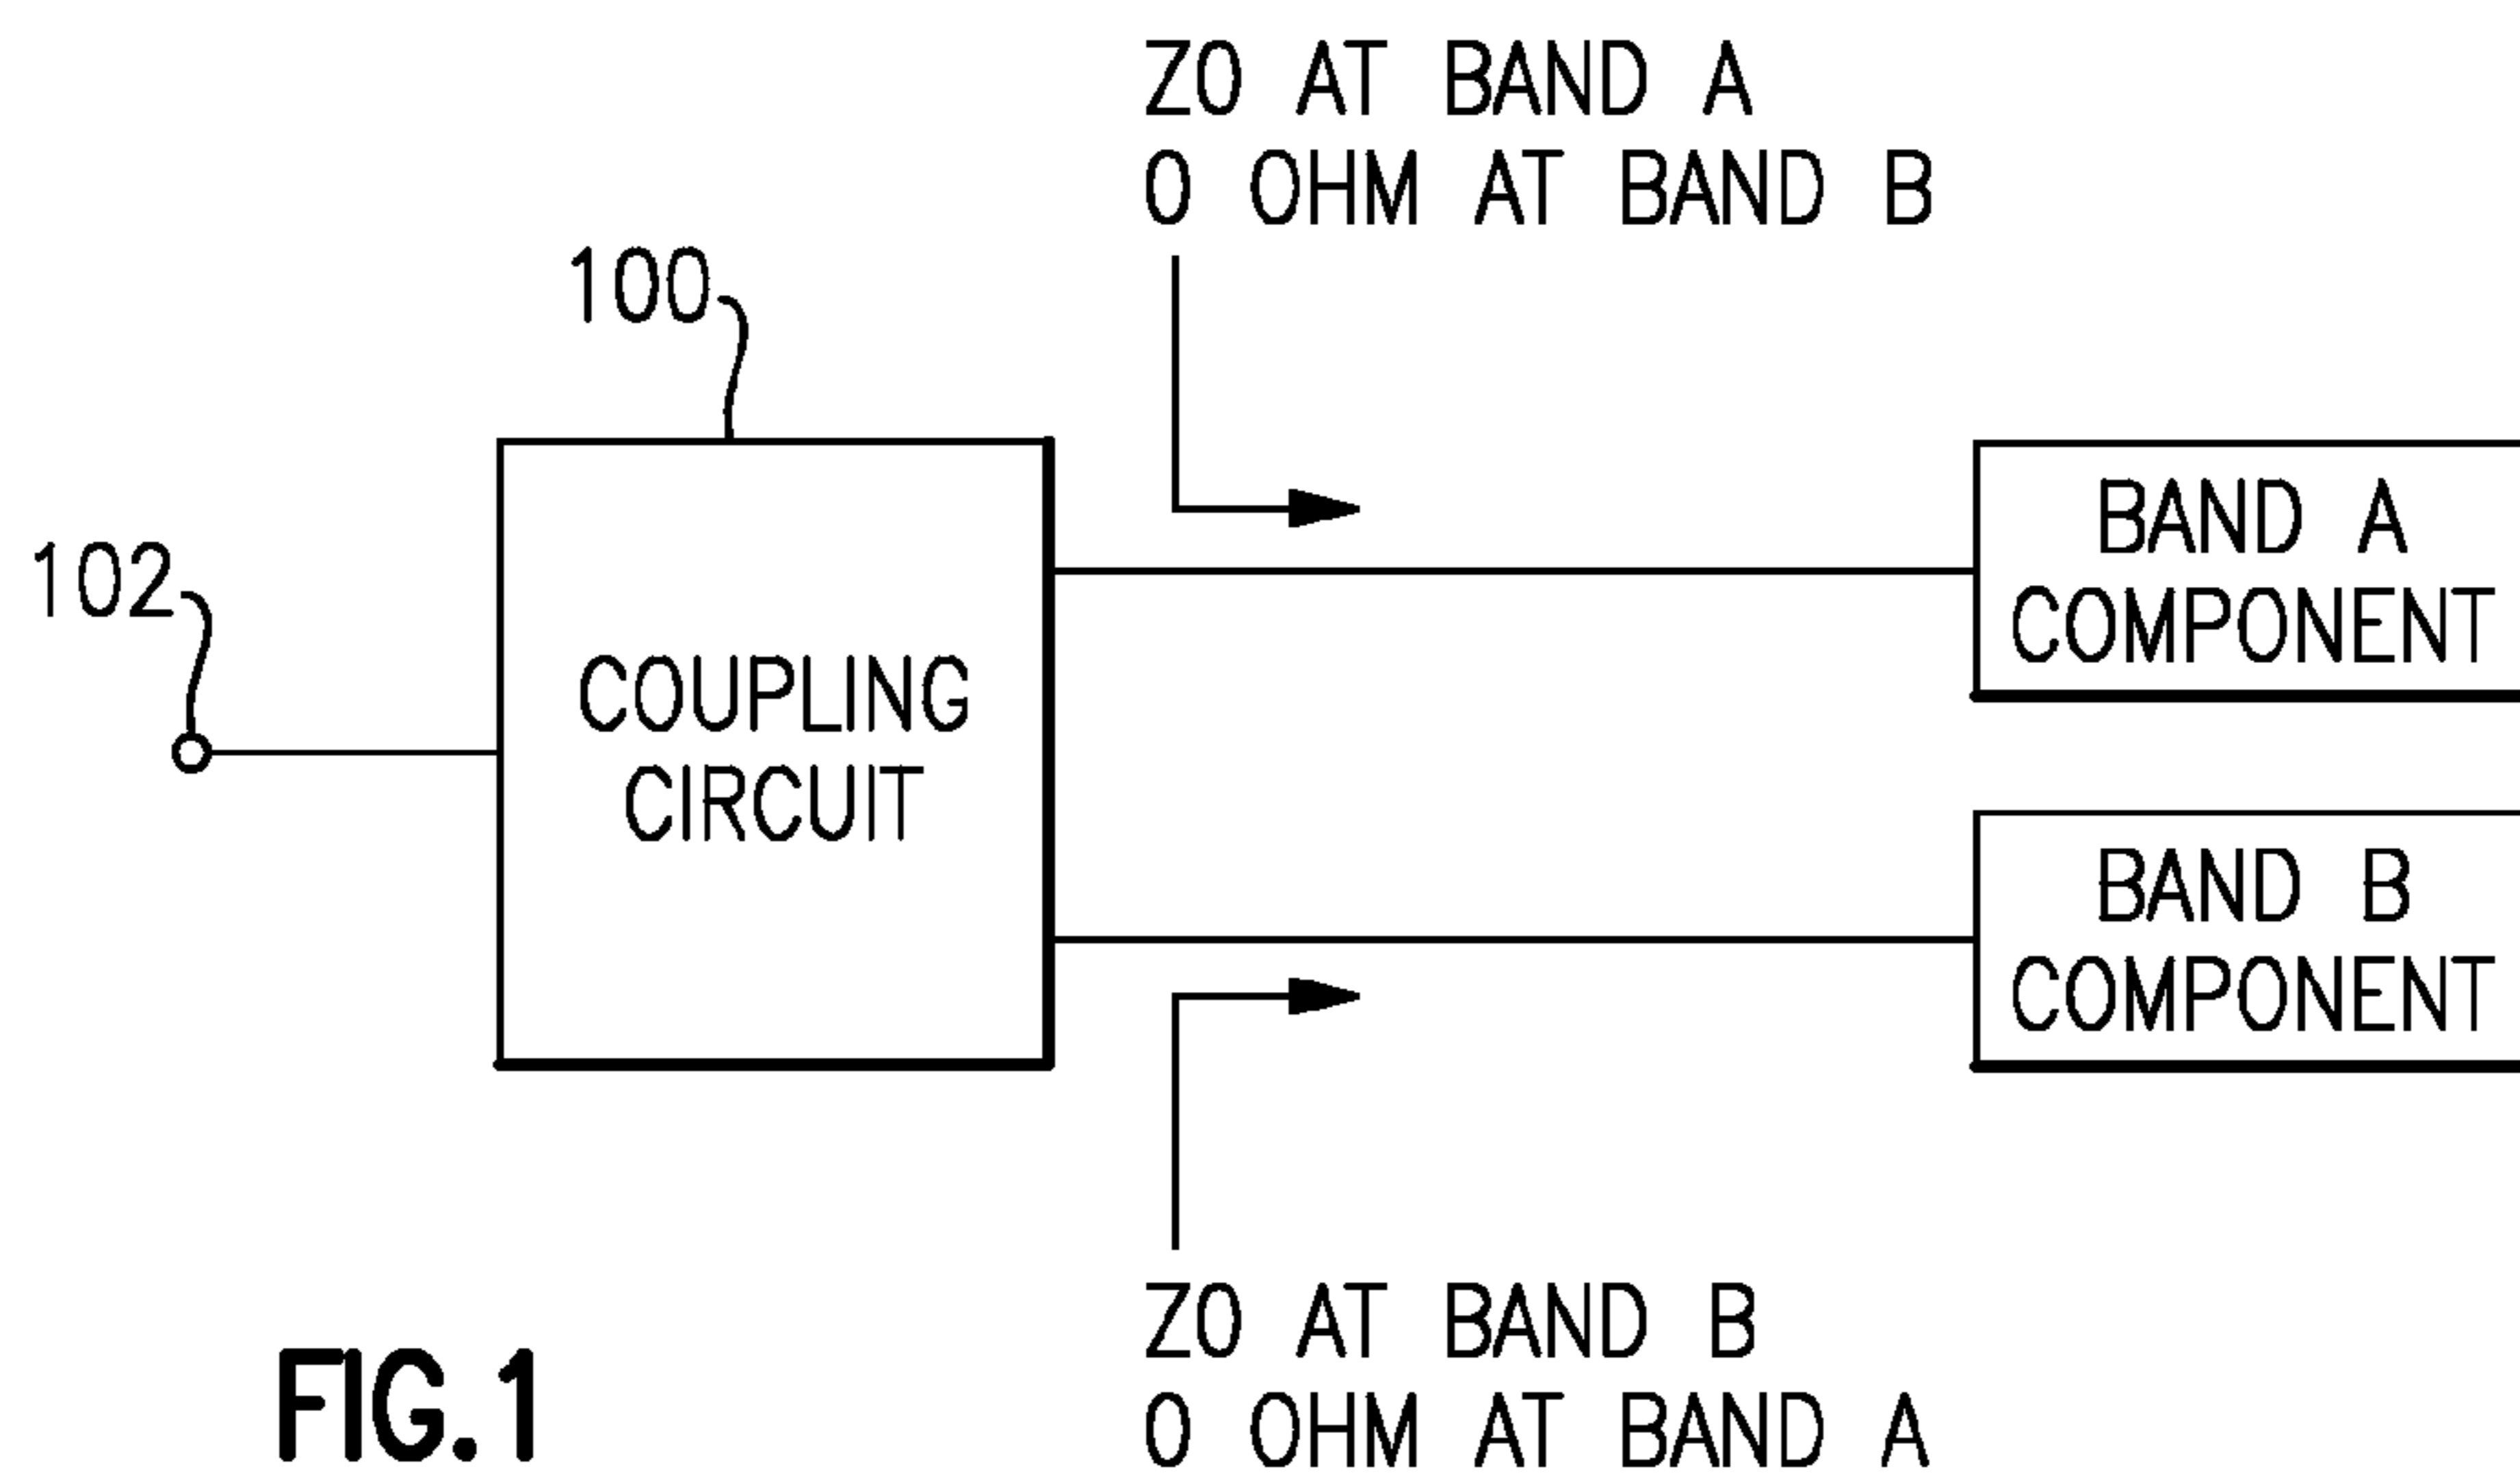 ZO AT BAND A
0 OHM AT BAND B
100
102
COUPLING
CIRCUIT
BAND A
COMPONENT
BAND B
COMPONENT
ZO AT BAND B
0 OHM AT BAND A
FIG.1